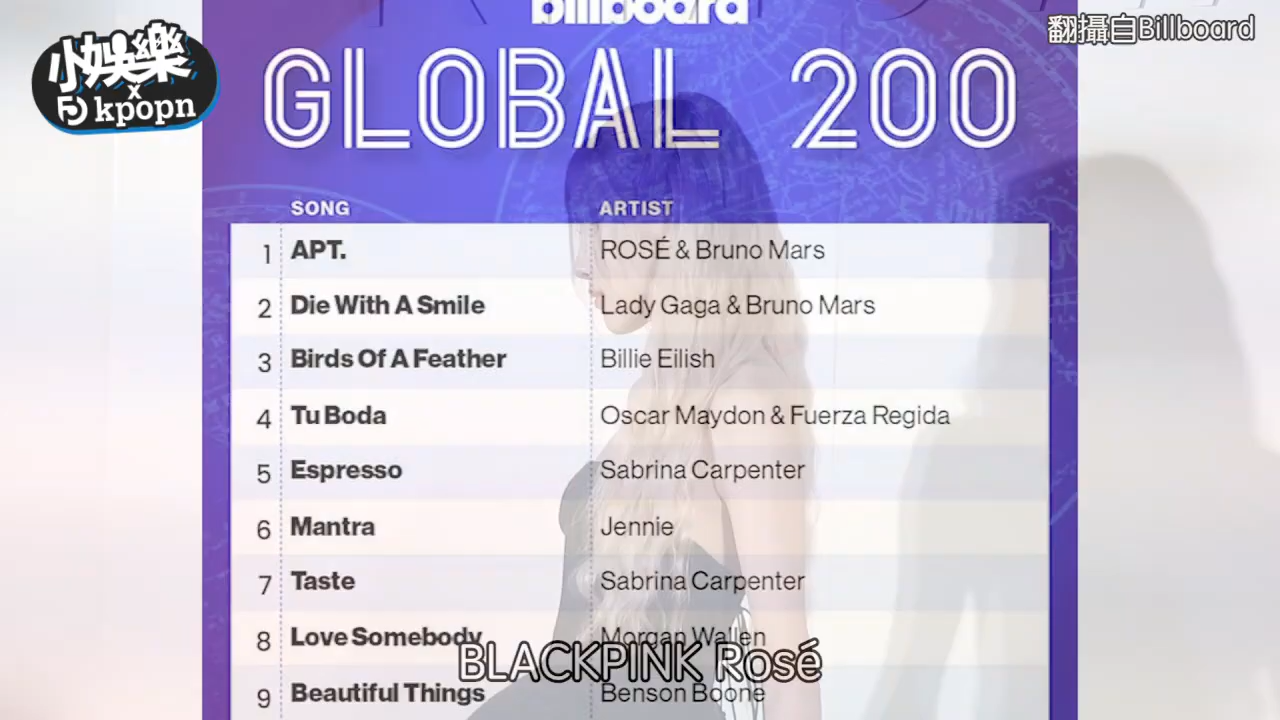 billboard
翻攝自Billboard
小娛樂
x
kpopn
GLOBAL 200
SONG ARTIST
1 APT. ROSÉ & Bruno Mars
2 Die With A Smile Lady Gaga & Bruno Mars
3 Birds Of A Feather Billie Eilish
4 Tu Boda Oscar Maydon & Fuerza Regida
5 Espresso Sabrina Carpenter
6 Mantra Jennie
7 Taste Sabrina Carpenter
8 Love Somebody Morgan Wallen
BLACKPINK Rosé
9 Beautiful Things Benson Boone